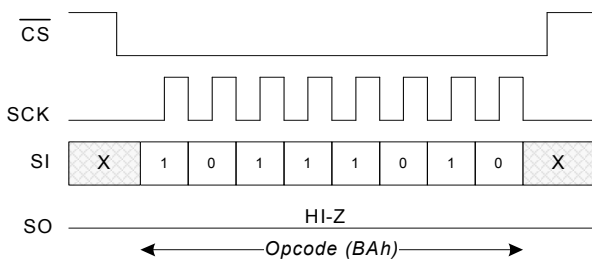 CS
SCK
SI X 1 0 1 1 1 0 1 0 X
SO HI-Z
Opcode (BAh)